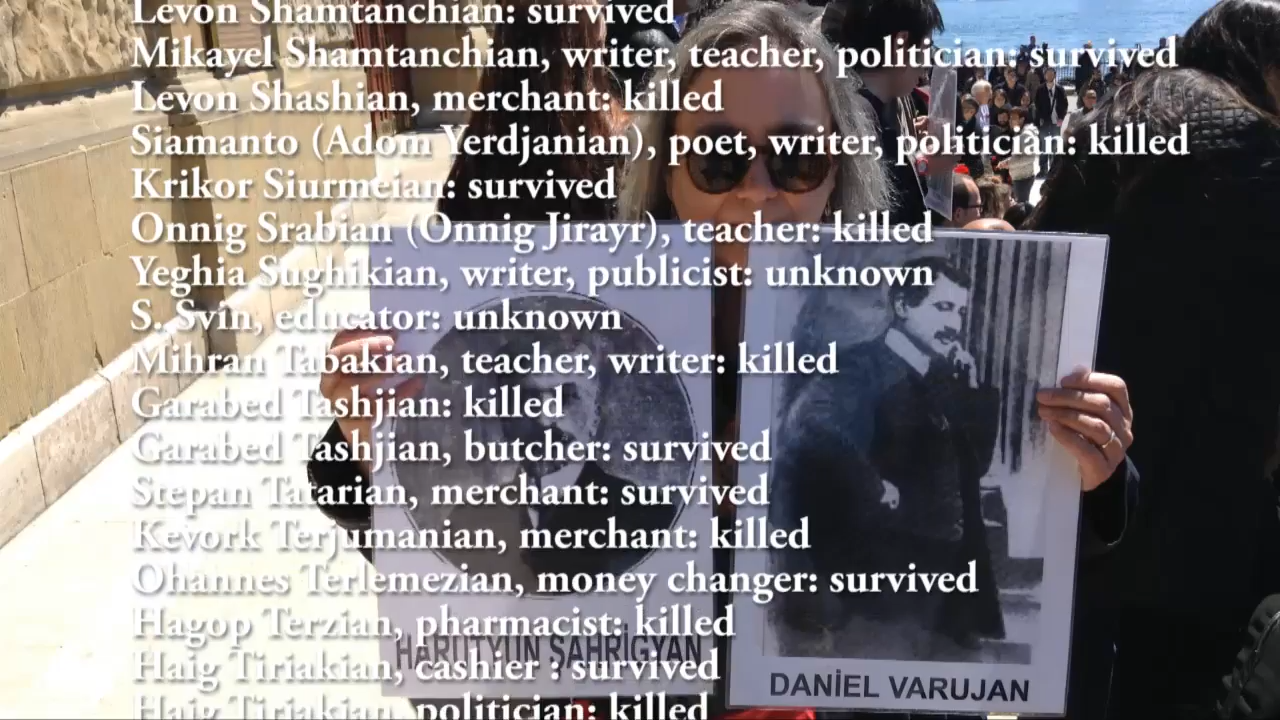 Levon Shamtanchian: survived
Mikayel Shamtanchian, writer, teacher, politician: survived
Levon Shashian, merchant: killed
Siamanto (Adom Yerdjanian), poet, writer, politician: killed
Krikor Siurmeian: survived
Onnig Srabian (Onnig Jirayr), teacher: killed
Yeghia Sughikian, writer, publicist: unknown
S. Svin, educator: unknown
Mihran Tabakian, teacher, writer: killed
Garabed Tashjian: killed
Garabed Tashjian, butcher: survived
Stepan Tatarian, merchant: survived
Kevork Terjumanian, merchant: killed
Ohannes Terlemezian, money changer: survived
Hagop Terzian, pharmacist: killed
Haig Tiriakian, cashier : survived
Haig Tiriakian, politician: killed
HARUTYUN ŞAHRİGYAN
DANİEL VARUJAN